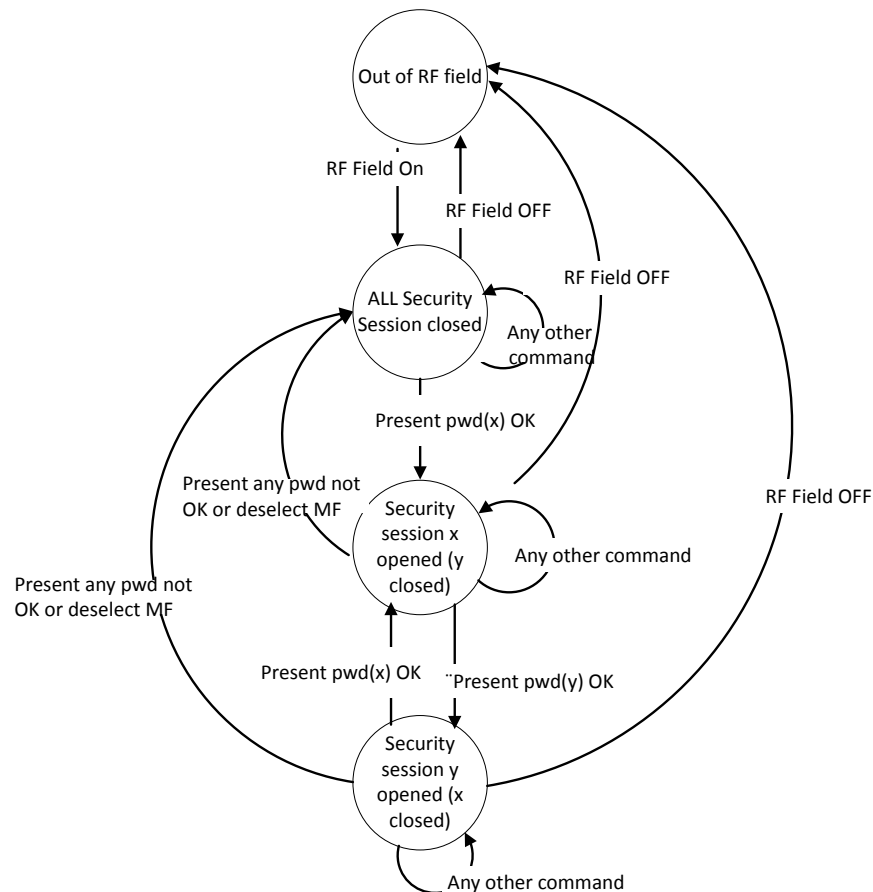 Out of RF field
RF Field On
RF Field OFF
RF Field OFF
ALL Security
Session closed
Any other
command
Present pwd(x) OK
Present any pwd not
OK or deselect MF
RF Field OFF
Security
session x
opened (y
closed)
Any other command
Present any pwd not
OK or deselect MF
Present pwd(x) OK
¨Present pwd(y) OK
Security
session y
opened (x
closed)
Any other command